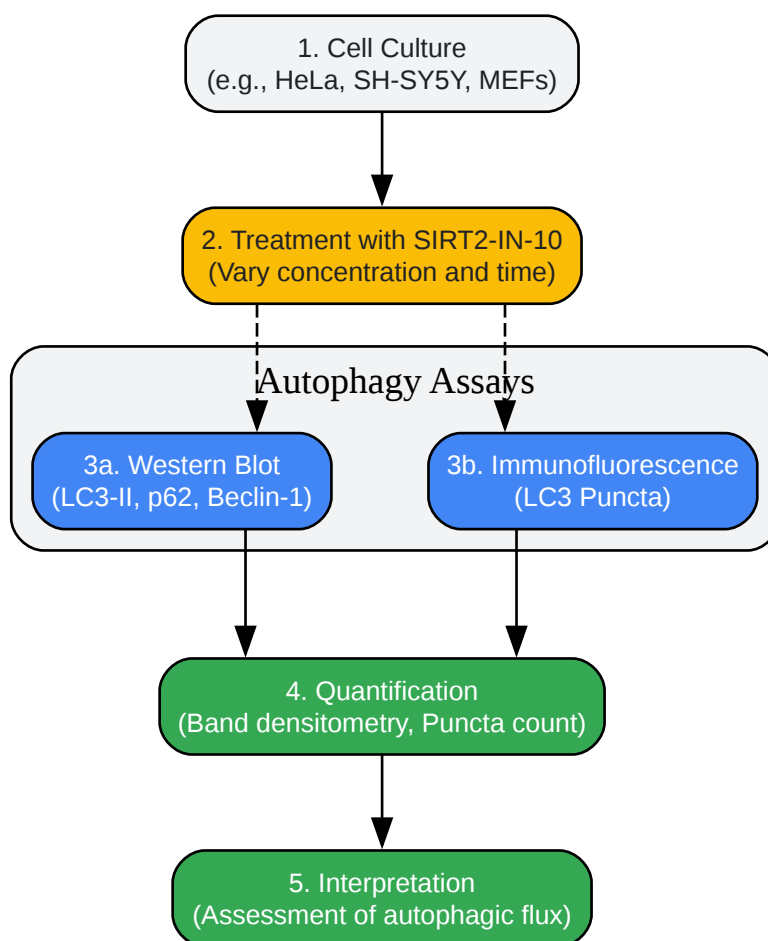 1. Cell Culture
(e.g., HeLa, SH-SY5Y, MEFs)
2. Treatment with SIRT2-IN-10
(Vary concentration and time)
Autophagy Assays
3a. Western Blot
(LC3-II, p62, Beclin-1)
3b. Immunofluorescence
(LC3 Puncta)
4. Quantification
(Band densitometry, Puncta count)
5. Interpretation
(Assessment of autophagic flux)